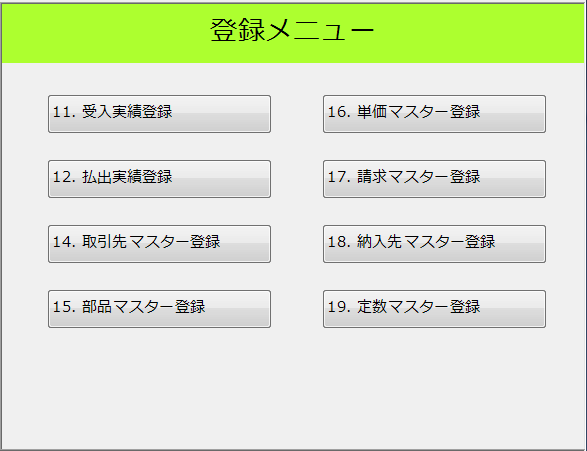 登録メニュー
11. 受入実績登録
12. 払出実績登録
14. 取引先マスター登録
15. 部品マスター登録
16. 単価マスター登録
17. 請求マスター登録
18. 納入先マスター登録
19. 定数マスター登録